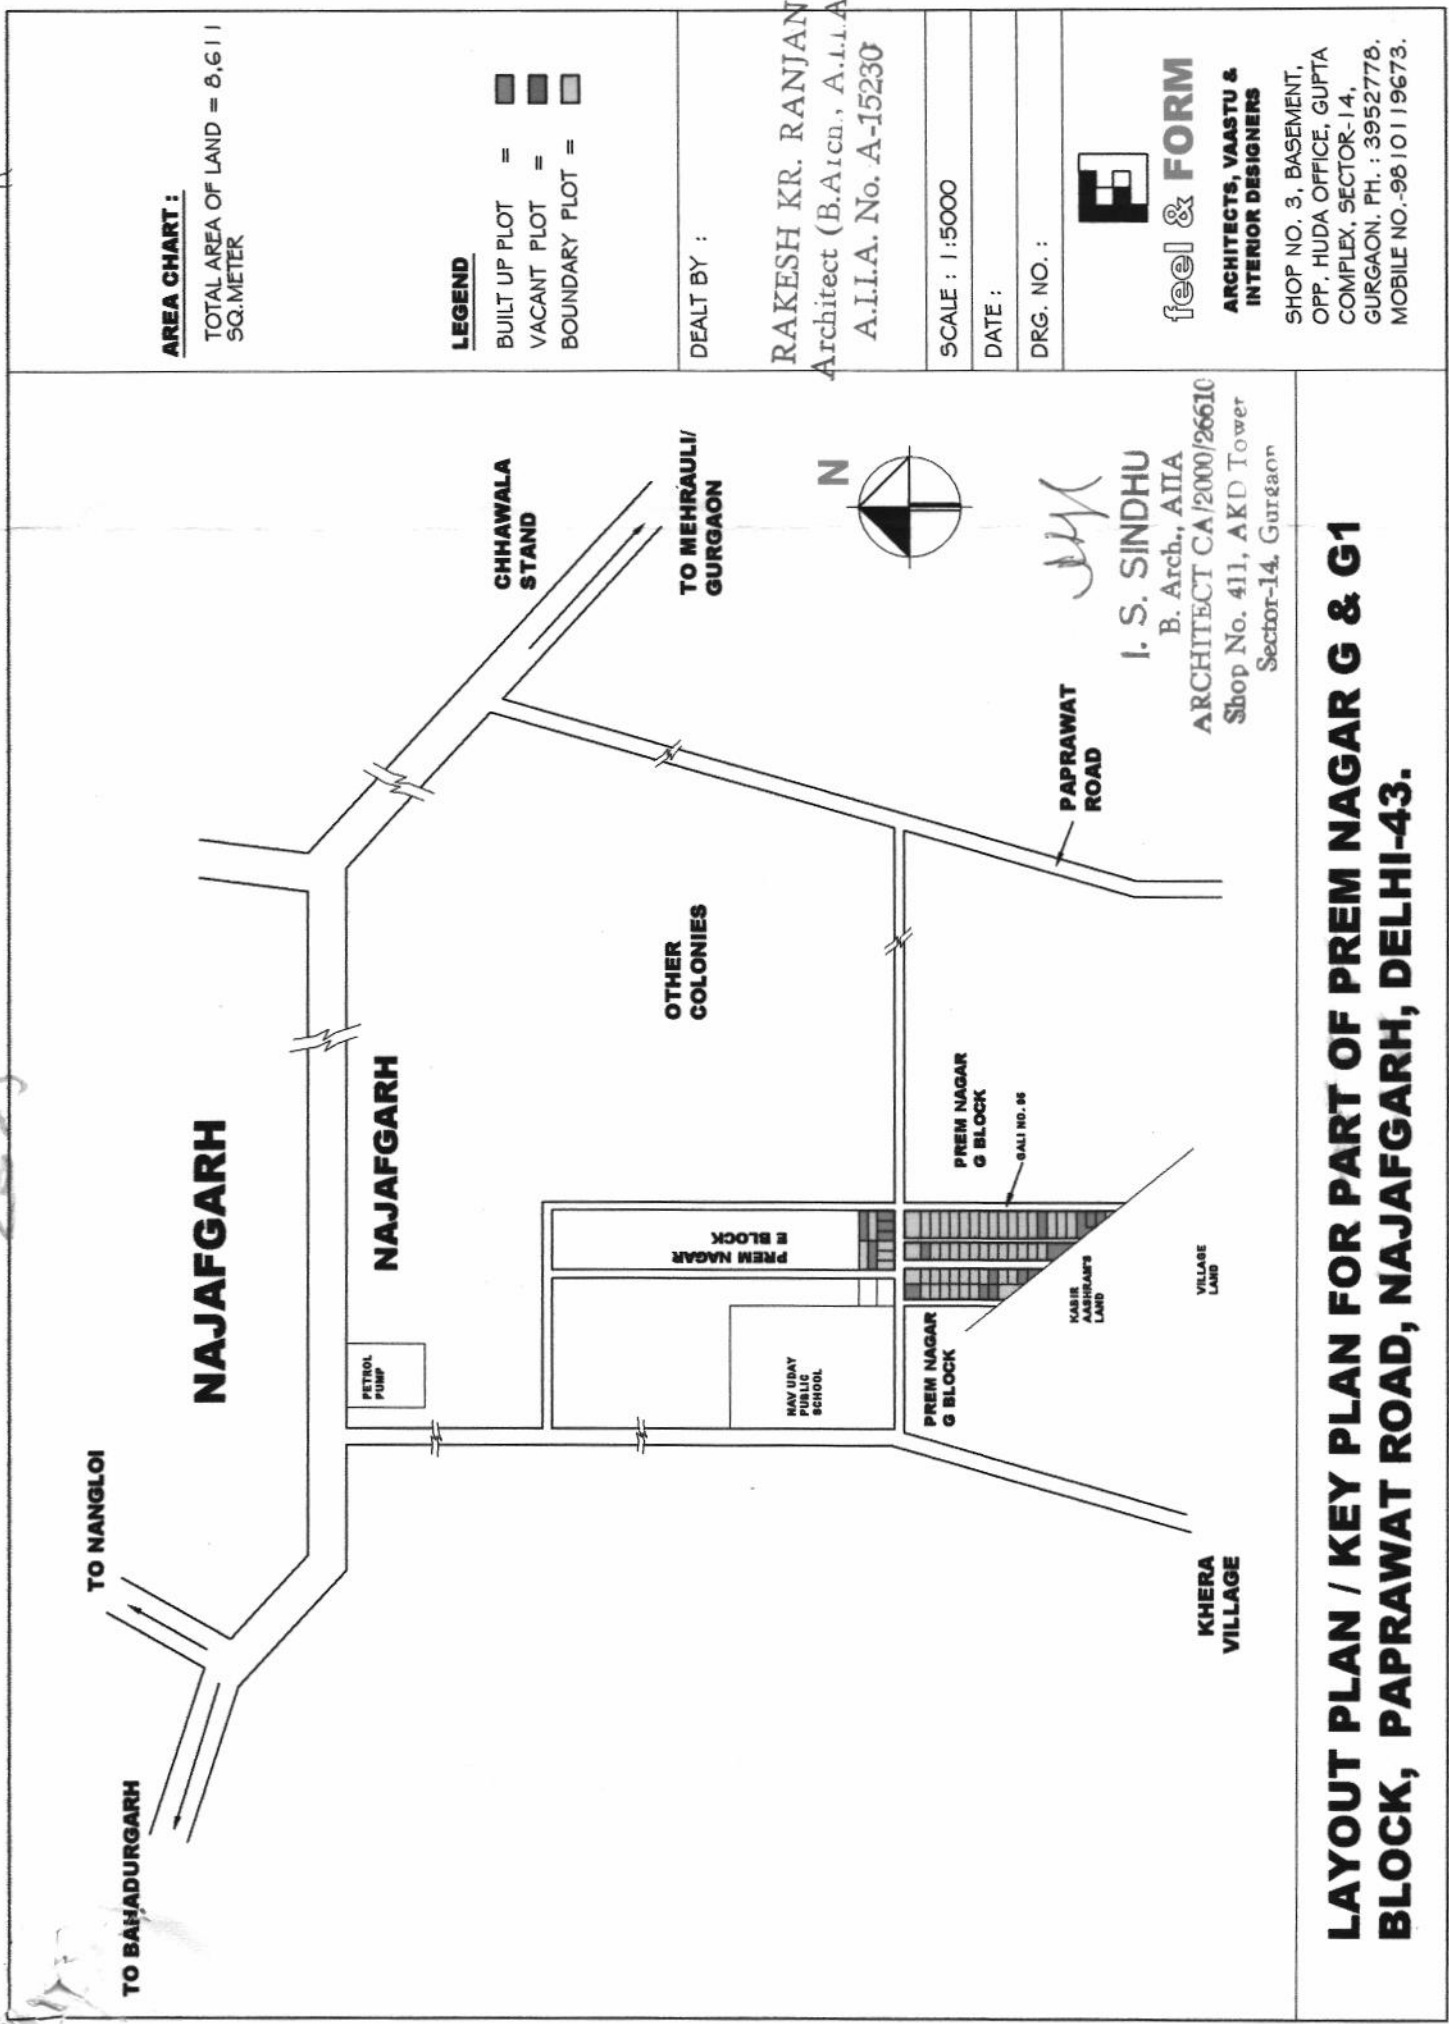 NAJAFGARH
TO NANGLOI
TO BAHADURGARH
NAJAFGARH
PETROL
PUMP
CHHAWALA
STAND
TO MEHRAULI/
GURGAON
OTHER
COLONIES
PREM NAGAR
E BLOCK
NAV UDAY
PUBLIC
SCHOOL
PREM NAGAR
G BLOCK
PREM NAGAR
G BLOCK
GALI NO. 06
KABIR
AASHRAM'S
LAND
VILLAGE
LAND
KHERA
VILLAGE
PAPRAWAT
ROAD
N
I. S. SINDHU
B. Arch., AIIA
ARCHITECT CA/2000/26610
Shop No. 411, AKD Tower
Sector-14, Gurgaon
AREA CHART :
TOTAL AREA OF LAND = 8,611
SQ.METER
LEGEND
BUILT UP PLOT =
VACANT PLOT =
BOUNDARY PLOT =
DEALT BY :
RAKESH KR. RANJAN
Architect (B.Arch., A.I.I.A
A.I.I.A. No. A-15230
SCALE : 1:5000
DATE :
DRG. NO. :
feel & FORM
ARCHITECTS, VAASTU &
INTERIOR DESIGNERS
SHOP NO. 3, BASEMENT,
OPP. HUDA OFFICE, GUPTA
COMPLEX, SECTOR-14,
GURGAON. PH. : 3952778.
MOBILE NO.-9810119673.
LAYOUT PLAN / KEY PLAN FOR PART OF PREM NAGAR G & G1
BLOCK, PAPRAWAT ROAD, NAJAFGARH, DELHI-43.